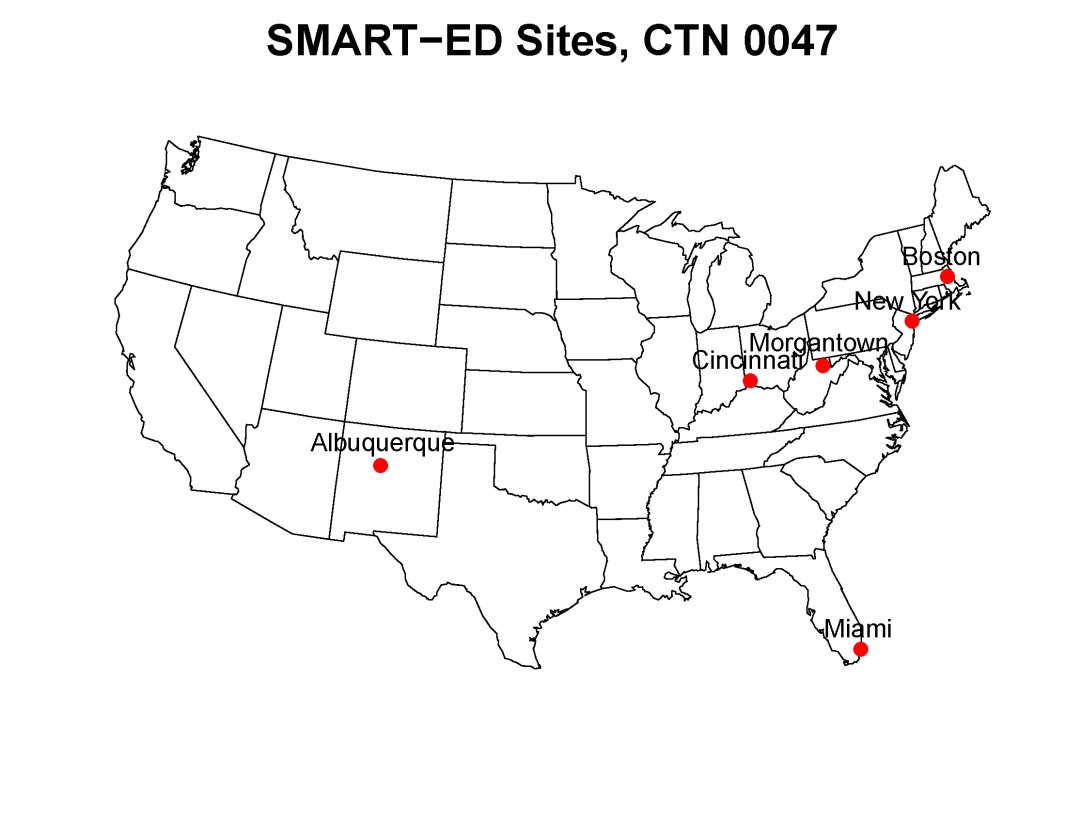 SMART−ED Sites, CTN 0047
Boston
New York
Morgantown
Cincinnati
Albuquerque
Miami